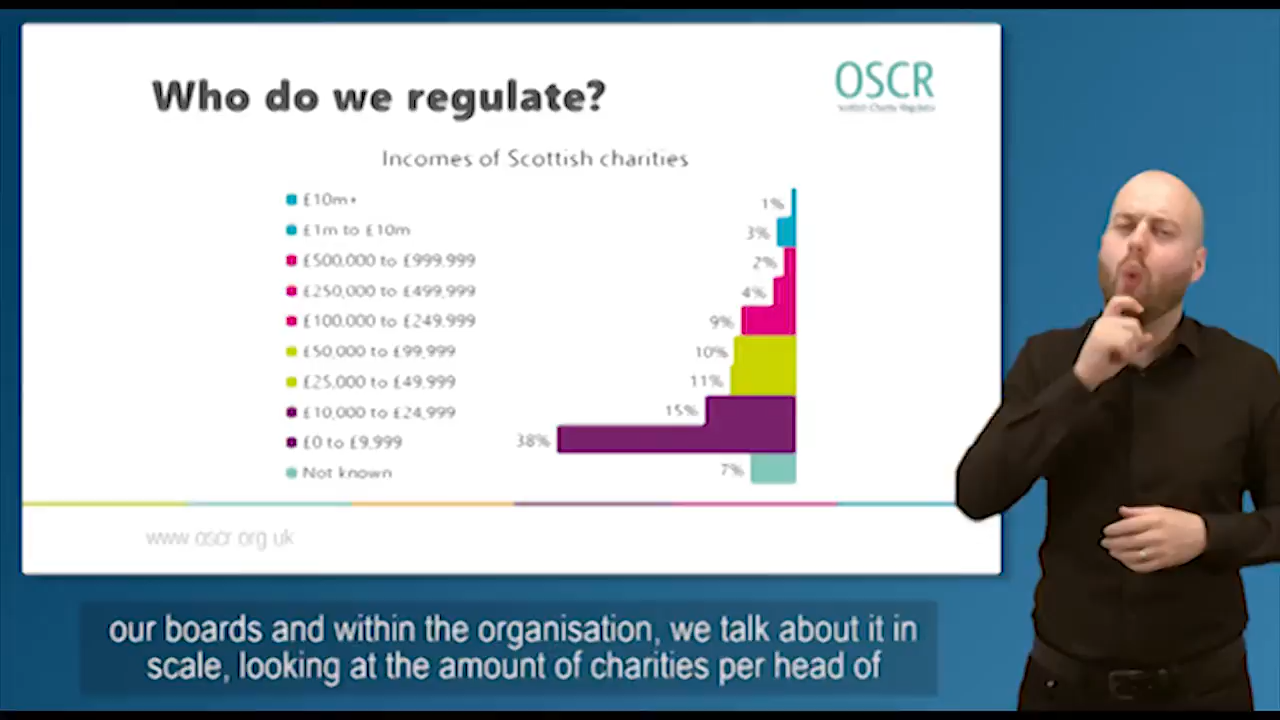 Who do we regulate?
OSCR
Scottish Charity Regulator
Incomes of Scottish charities
£10m+ 1%
£1m to £10m 3%
£500,000 to £999,999 2%
£250,000 to £499,999 4%
£100,000 to £249,999 9%
£50,000 to £99,999 10%
£25,000 to £49,999 11%
£10,000 to £24,999 15%
£0 to £9,999 38%
Not known 7%
www.oscr.org.uk
our boards and within the organisation, we talk about it in
scale, looking at the amount of charities per head of